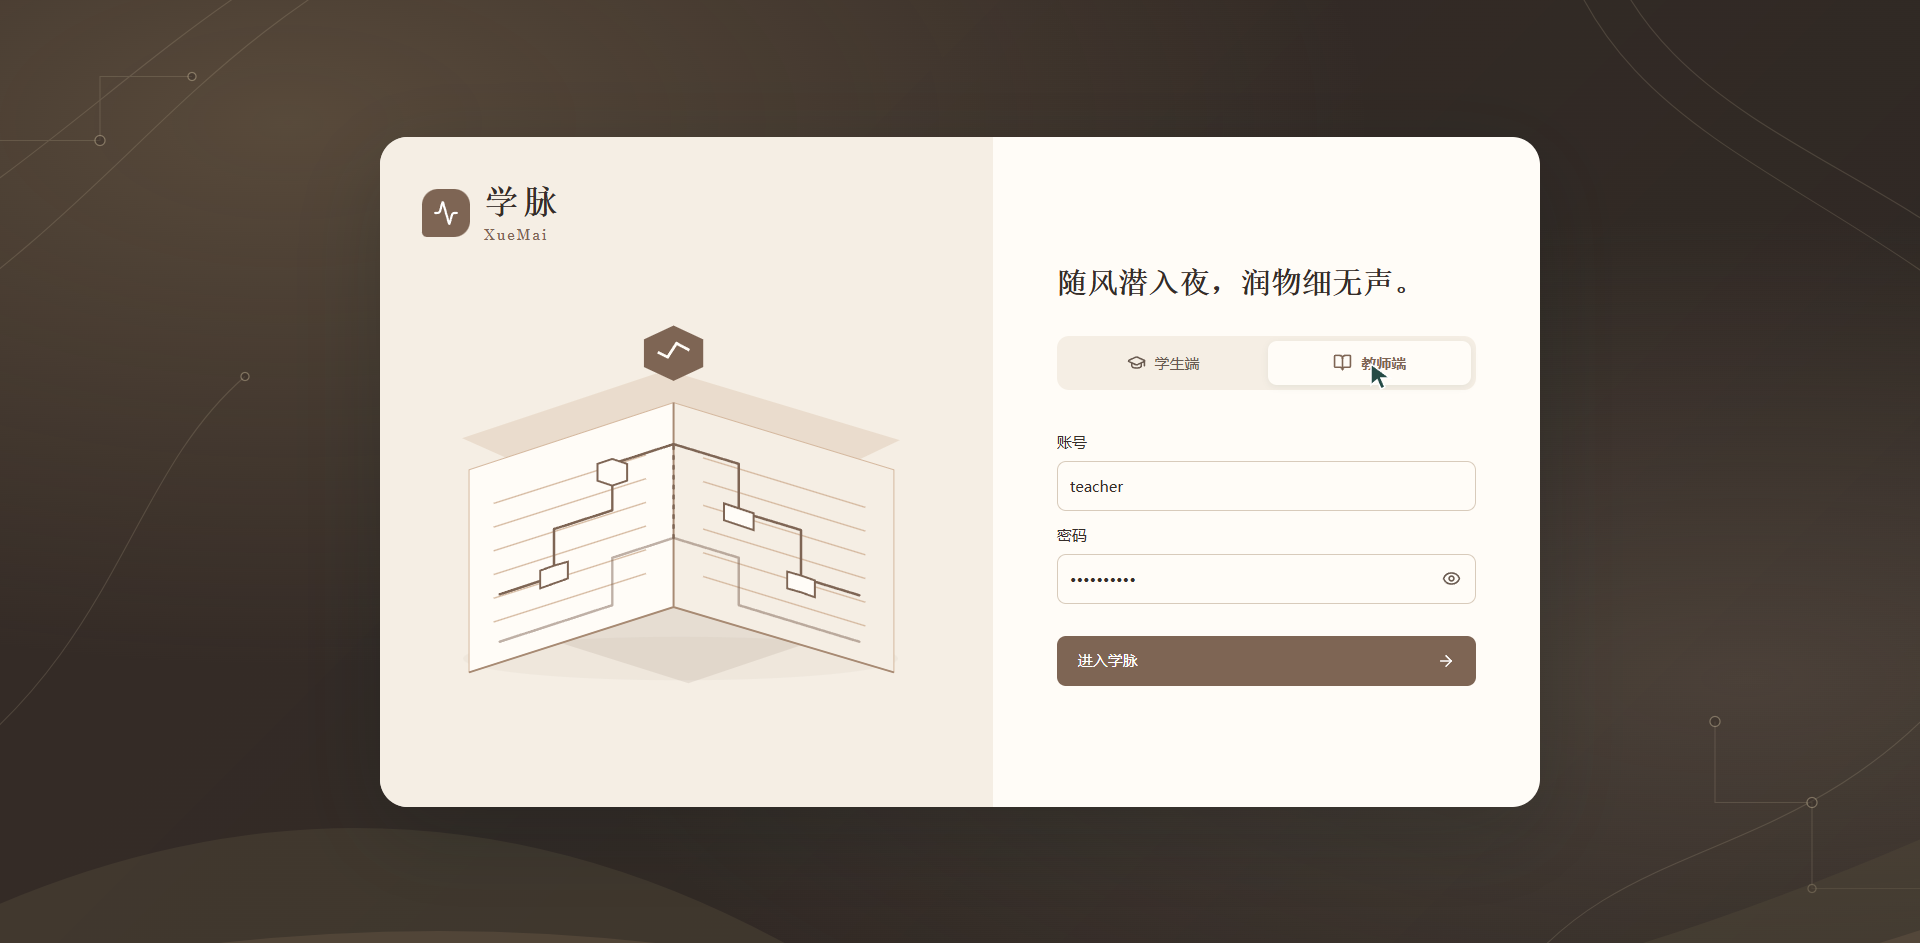 学脉
XueMai
随风潜入夜，润物细无声。
学生端
教师端
账号
teacher
密码
••••••••••
进入学脉